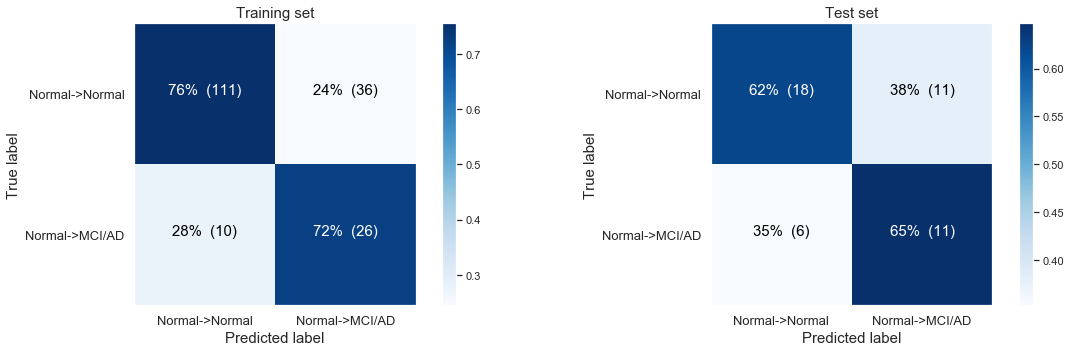 Training set
True label
Normal->Normal
76% (111)
24% (36)
Normal->MCI/AD
28% (10)
72% (26)
Normal->Normal
Normal->MCI/AD
Predicted label
0.7
0.6
0.5
0.4
0.3
Test set
True label
Normal->Normal
62% (18)
38% (11)
Normal->MCI/AD
35% (6)
65% (11)
Normal->Normal
Normal->MCI/AD
Predicted label
0.60
0.55
0.50
0.45
0.40